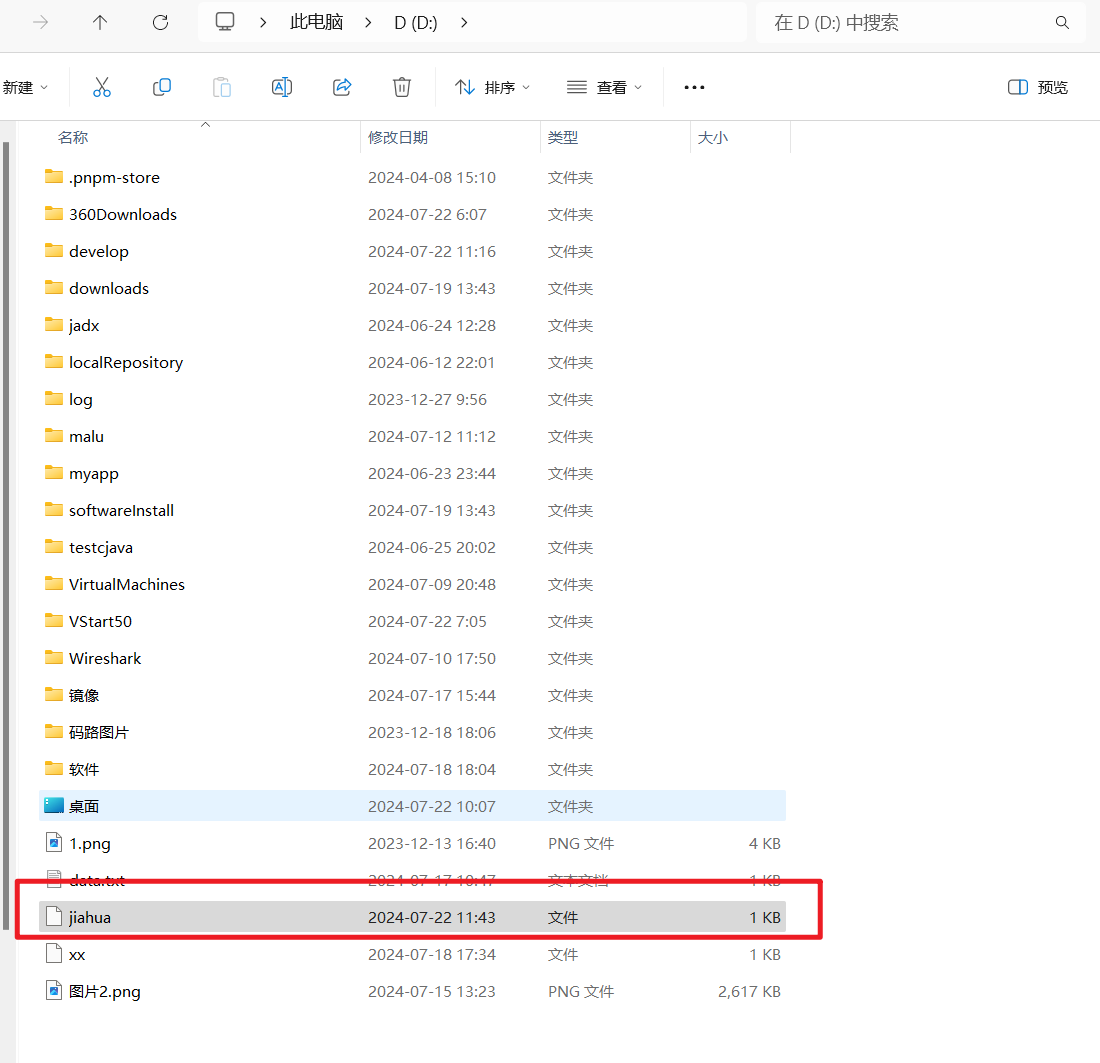 此电脑 D (D:) 在 D (D:) 中搜索
新建 排序 查看 预览
名称 修改日期 类型 大小
.pnpm-store 2024-04-08 15:10 文件夹
360Downloads 2024-07-22 6:07 文件夹
develop 2024-07-22 11:16 文件夹
downloads 2024-07-19 13:43 文件夹
jadx 2024-06-24 12:28 文件夹
localRepository 2024-06-12 22:01 文件夹
log 2023-12-27 9:56 文件夹
malu 2024-07-12 11:12 文件夹
myapp 2024-06-23 23:44 文件夹
softwareInstall 2024-07-19 13:43 文件夹
testcjava 2024-06-25 20:02 文件夹
VirtualMachines 2024-07-09 20:48 文件夹
VStart50 2024-07-22 7:05 文件夹
Wireshark 2024-07-10 17:50 文件夹
镜像 2024-07-17 15:44 文件夹
码路图片 2023-12-18 18:06 文件夹
软件 2024-07-18 18:04 文件夹
桌面 2024-07-22 10:07 文件夹
1.png 2023-12-13 16:40 PNG 文件 4 KB
data.txt 2024-07-17 10:47 文本文档 1 KB
jiahua 2024-07-22 11:43 文件 1 KB
xx 2024-07-18 17:34 文件 1 KB
图片2.png 2024-07-15 13:23 PNG 文件 2,617 KB